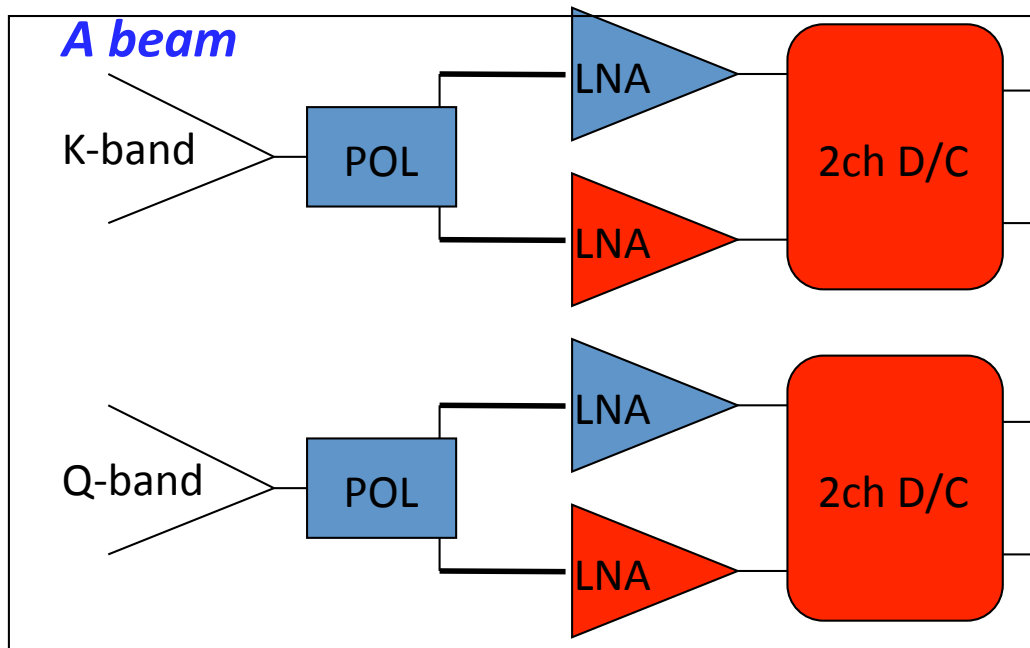 A beam
K-band
POL
LNA
LNA
2ch D/C
Q-band
POL
LNA
LNA
2ch D/C